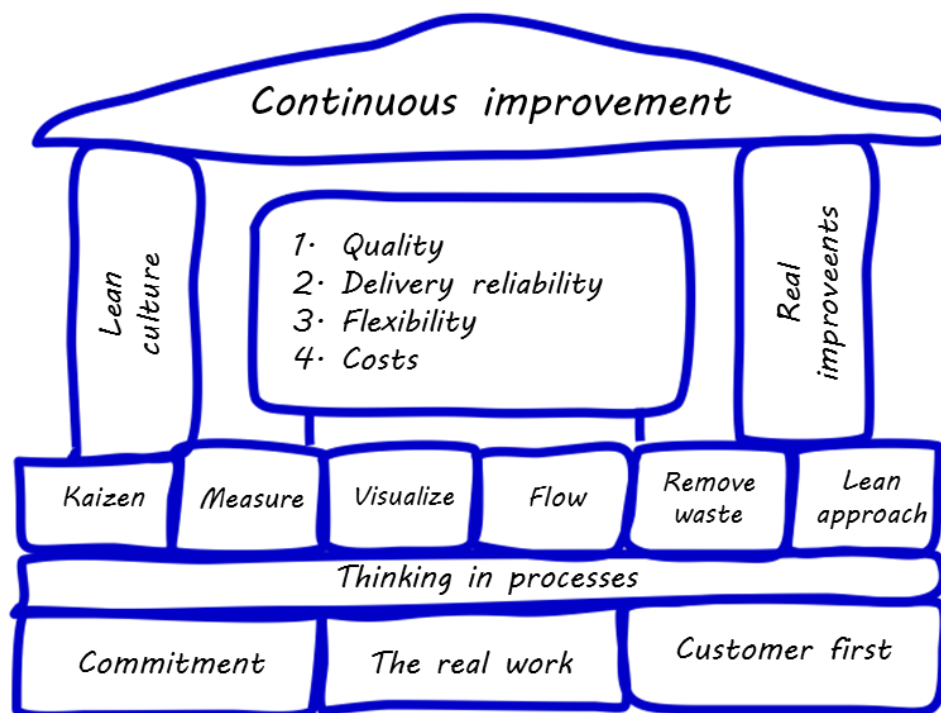 Continuous improvement
Lean
culture
1. Quality
2. Delivery reliability
3. Flexibility
4. Costs
Real
improveents
Kaizen
Measure
Visualize
Flow
Remove
waste
Lean
approach
Thinking in processes
Commitment
The real work
Customer first